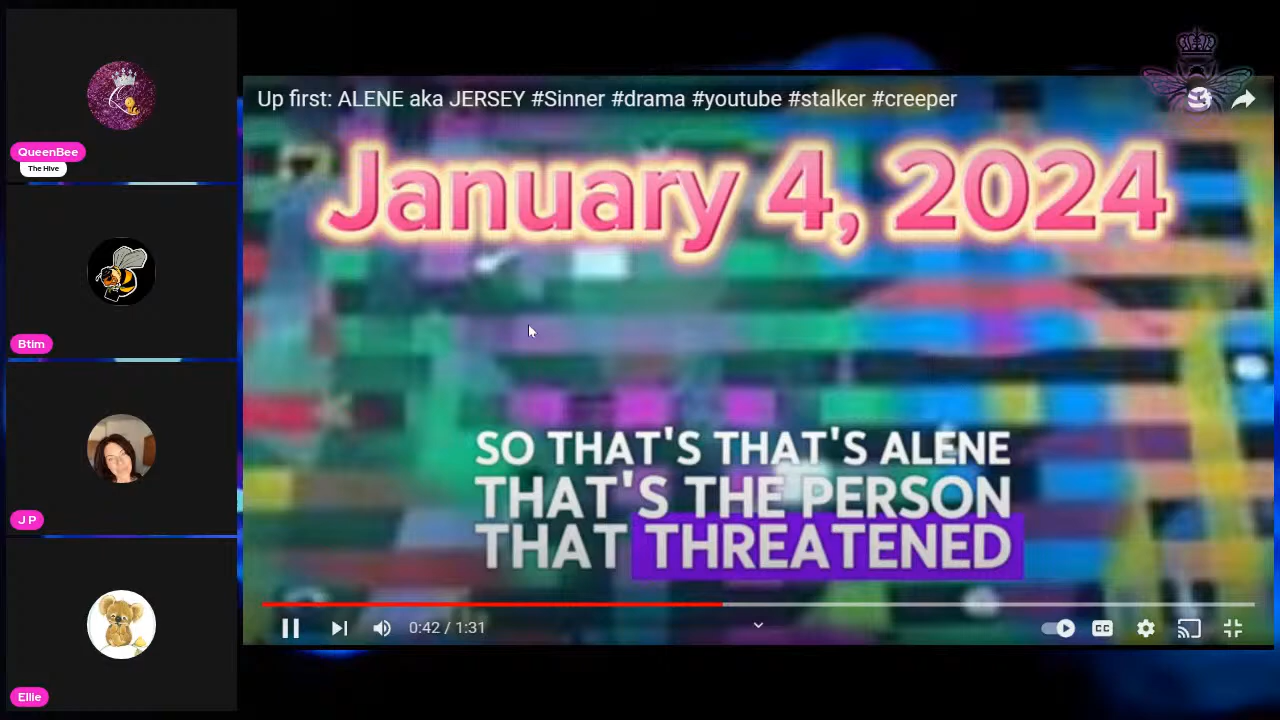 QueenBee
The Hive
Btim
J P
Ellie
Up first: ALENE aka JERSEY #Sinner #drama #youtube #stalker #creeper
January 4, 2024
SO THAT'S THAT'S ALENE
THAT'S THE PERSON
THAT THREATENED
0:42 / 1:31
CC